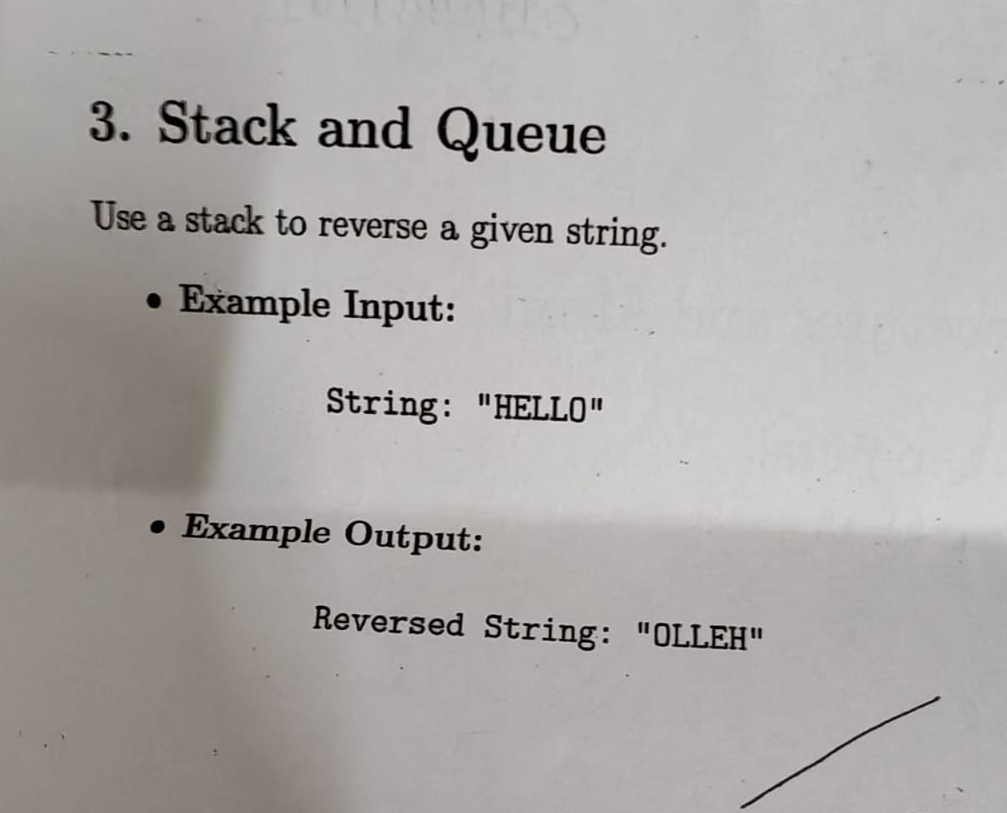 3. Stack and Queue
Use a stack to reverse a given string.
• Example Input:
String: "HELLO"
• Example Output:
Reversed String: "OLLEH"